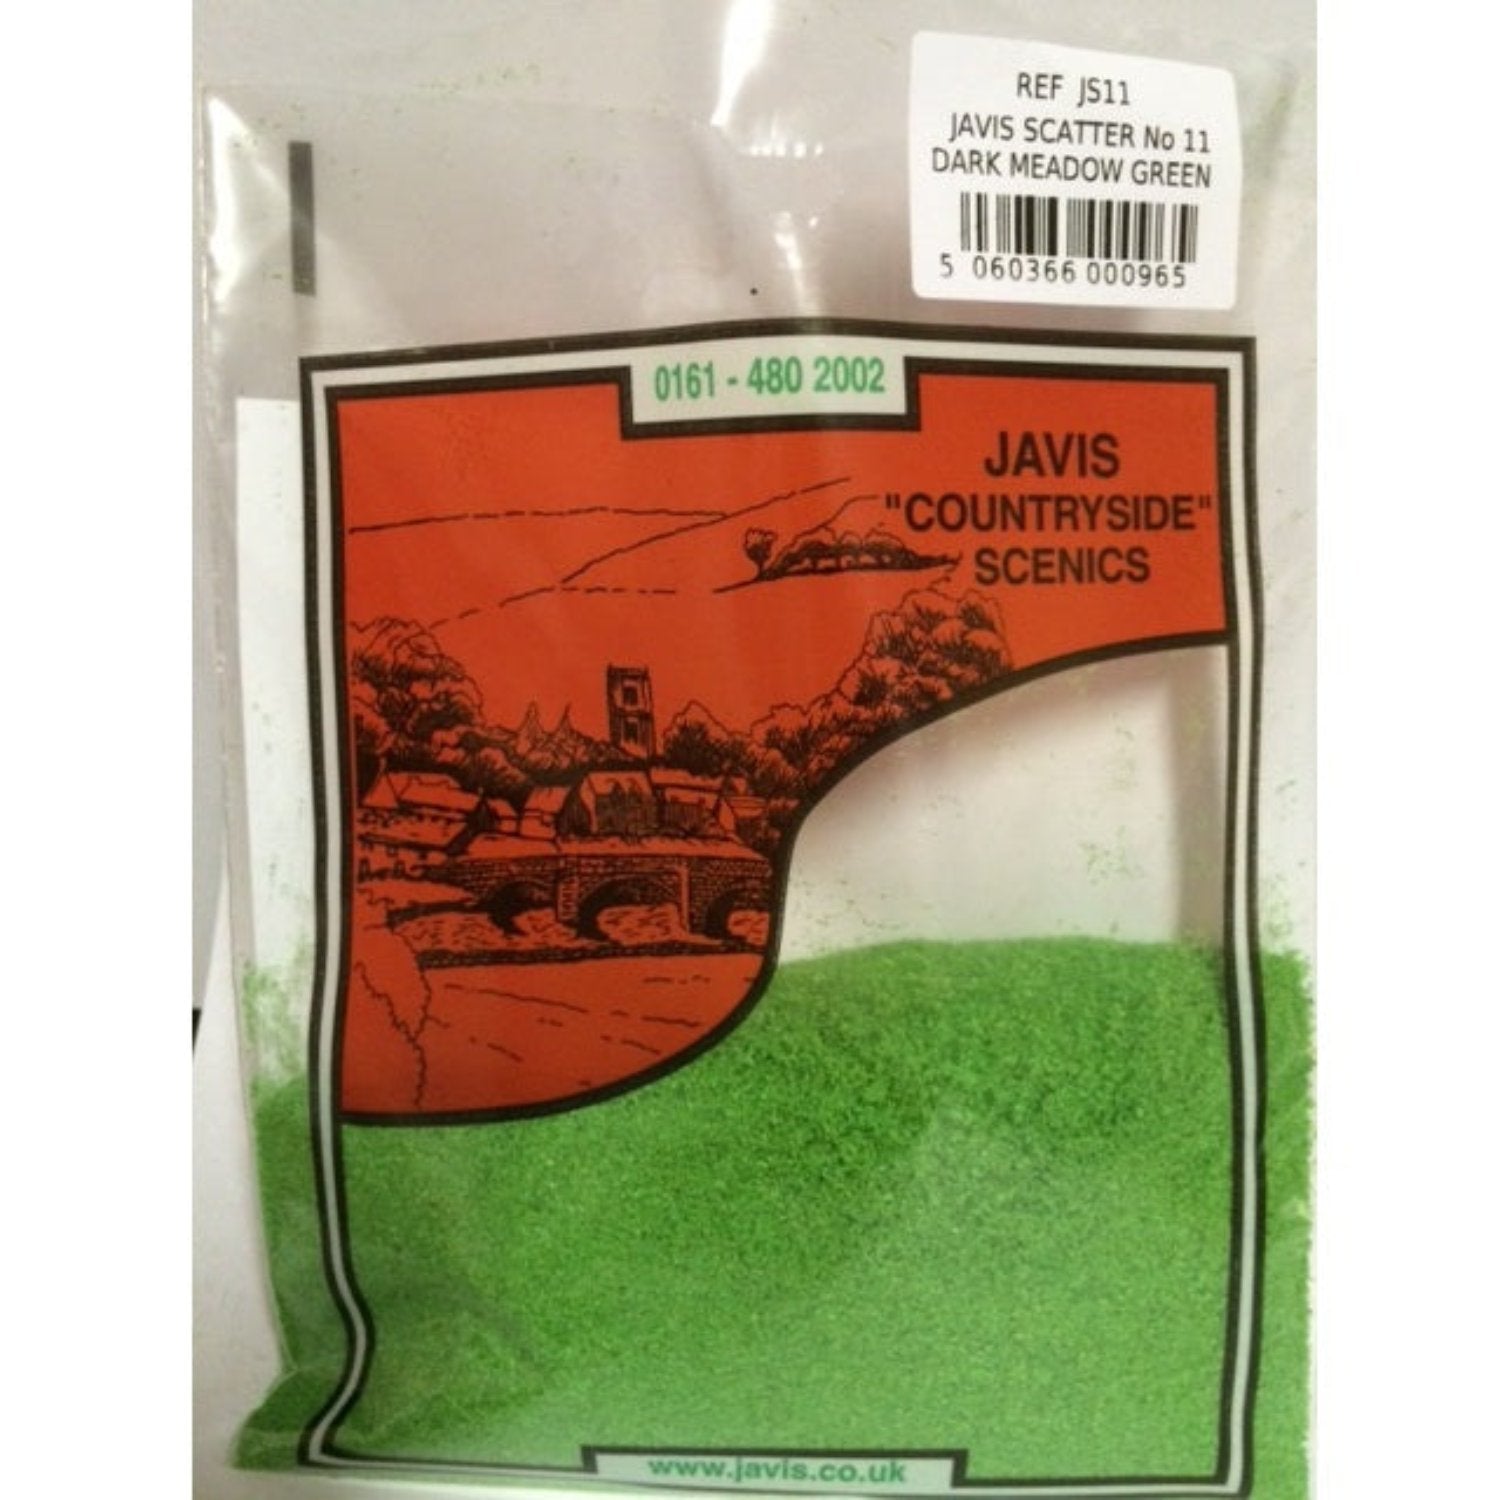 REF JS11
JAVIS SCATTER No 11
DARK MEADOW GREEN
5 060366 000965
0161 - 480 2002
JAVIS
"COUNTRYSIDE"
SCENICS
www.javis.co.uk